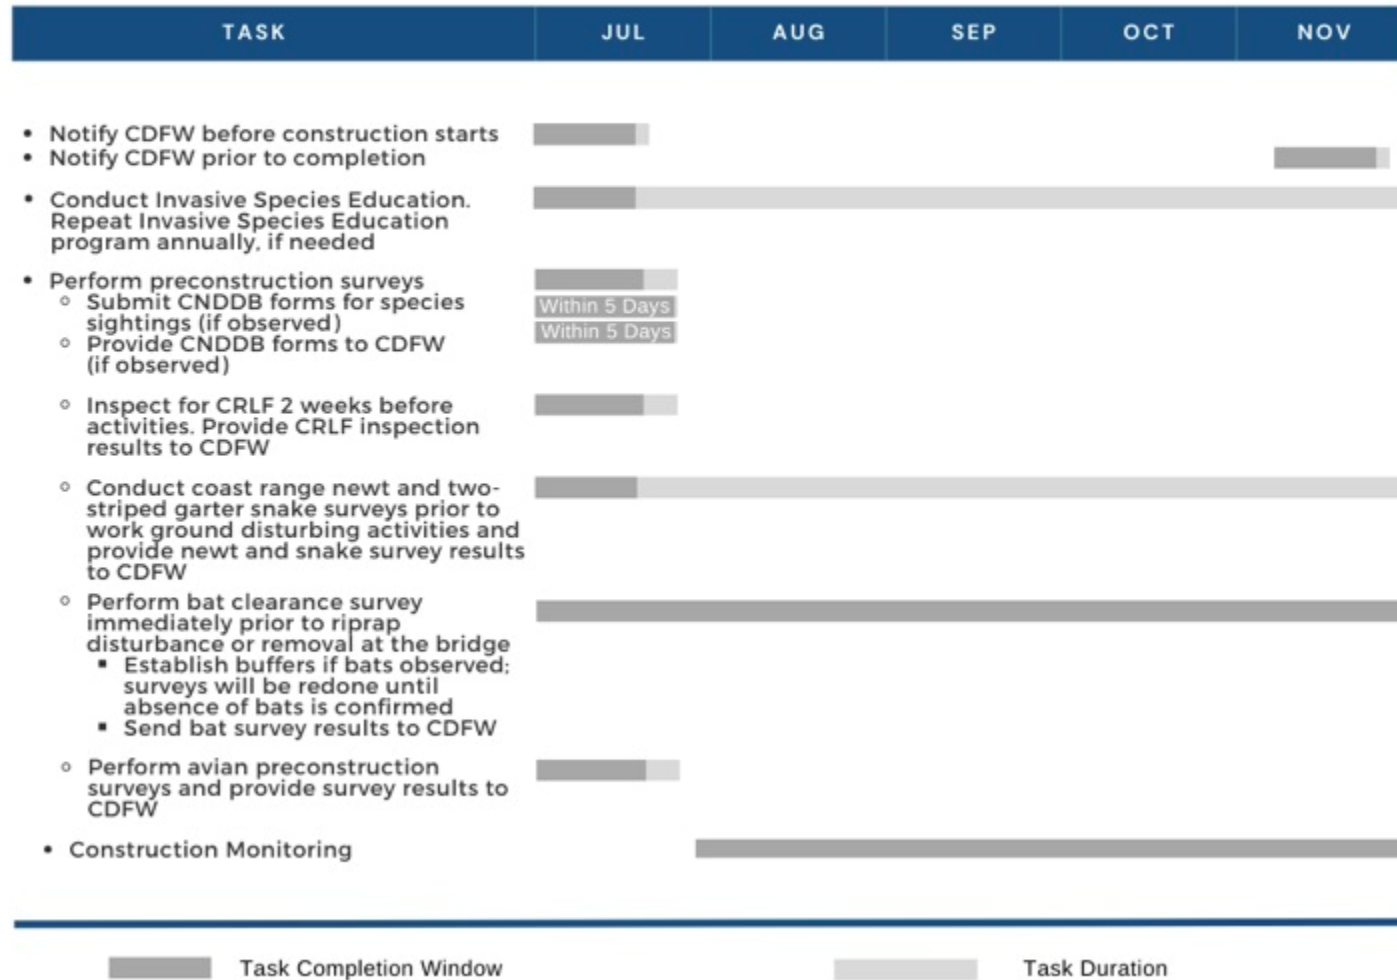 TASK JUL AUG SEP OCT NOV
• Notify CDFW before construction starts
• Notify CDFW prior to completion
• Conduct Invasive Species Education.
Repeat Invasive Species Education
program annually, if needed
• Perform preconstruction surveys
○ Submit CNDDB forms for species
sightings (if observed)
Within 5 Days
○ Provide CNDDB forms to CDFW
(if observed)
Within 5 Days
○ Inspect for CRLF 2 weeks before
activities. Provide CRLF inspection
results to CDFW
○ Conduct coast range newt and two-
striped garter snake surveys prior to
work ground disturbing activities and
provide newt and snake survey results
to CDFW
○ Perform bat clearance survey
immediately prior to riprap
disturbance or removal at the bridge
▪ Establish buffers if bats observed;
surveys will be redone until
absence of bats is confirmed
▪ Send bat survey results to CDFW
○ Perform avian preconstruction
surveys and provide survey results to
CDFW
• Construction Monitoring
Task Completion Window
Task Duration